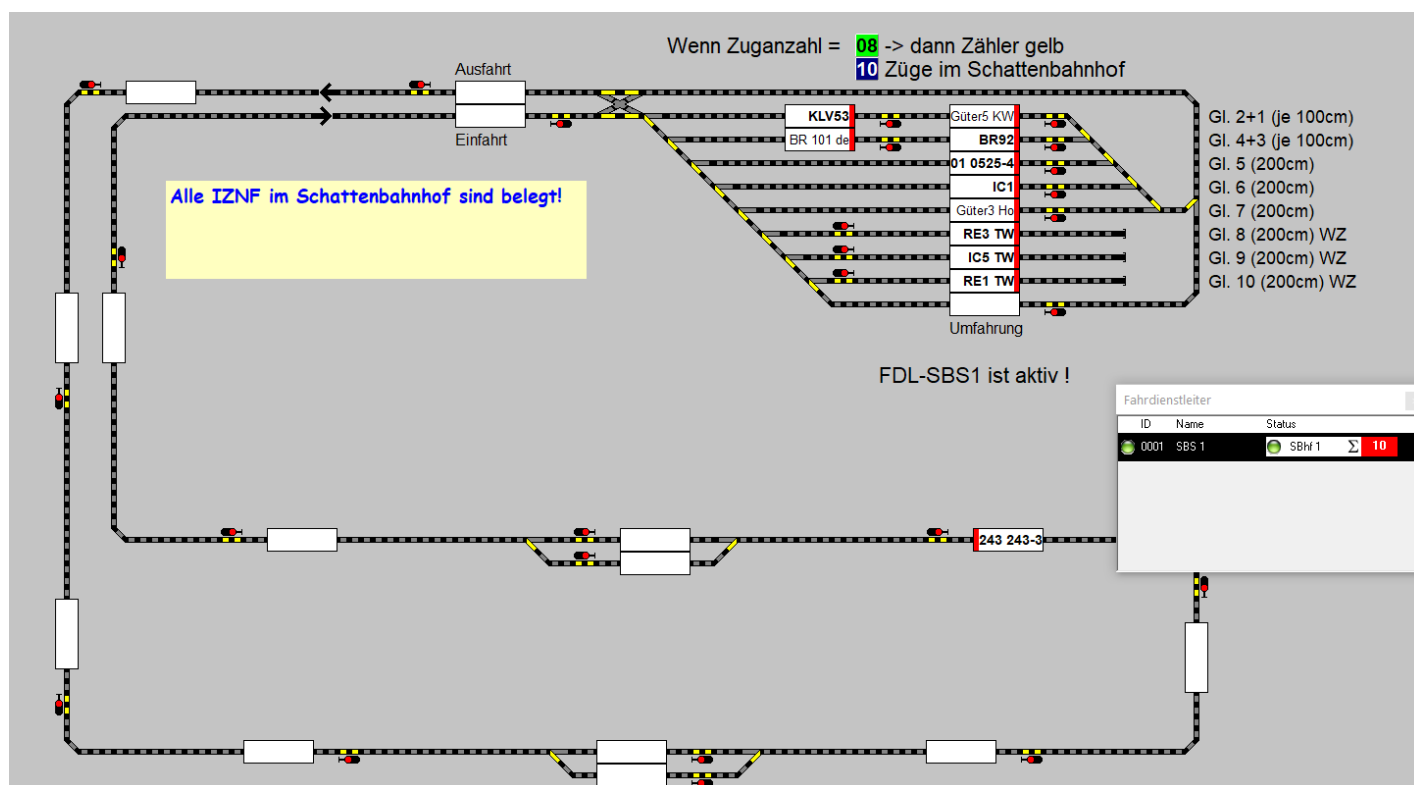 Wenn Zuganzahl = 08 -> dann Zähler gelb
10 Züge im Schattenbahnhof
Ausfahrt
Einfahrt
KLV53 Güter5 KW Gl. 2+1 (je 100cm)
BR 101 de BR92 Gl. 4+3 (je 100cm)
01 0525-4 Gl. 5 (200cm)
IC1 Gl. 6 (200cm)
Güter3 Ho Gl. 7 (200cm)
RE3 TW Gl. 8 (200cm) WZ
IC5 TW Gl. 9 (200cm) WZ
RE1 TW Gl. 10 (200cm) WZ
Umfahrung
Alle IZNF im Schattenbahnhof sind belegt!
FDL-SBS1 ist aktiv !
Fahrdienstleiter
ID Name Status
0001 SBS 1 SBhf 1 Σ 10
243 243-3